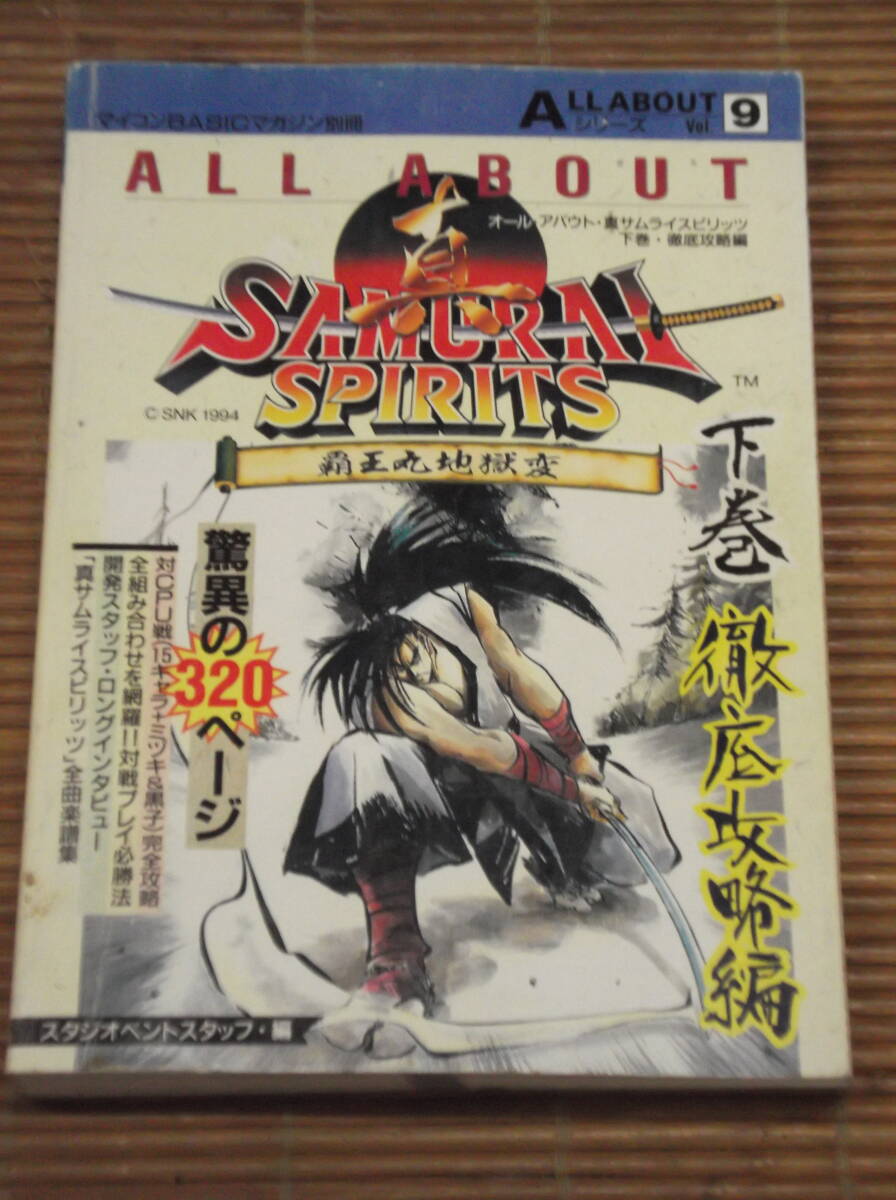 マイコンBASICマガジン別冊
ALL ABOUT
シリーズ Vol 9
ALL ABOUT
オール・アバウト・真サムライスピリッツ
下巻・徹底攻略編
真
SAMURAI
SPIRITS
TM
© SNK 1994
覇王丸地獄変
下巻 徹底攻略編
驚異の320ページ
対CPU戦(15キャラ+ミヅキ&黒子)完全攻略
全組み合わせを網羅!!対戦プレイ必勝法
開発スタッフ・ロングインタビュー
「真サムライスピリッツ」全曲楽譜集
スタジオベントスタッフ・編